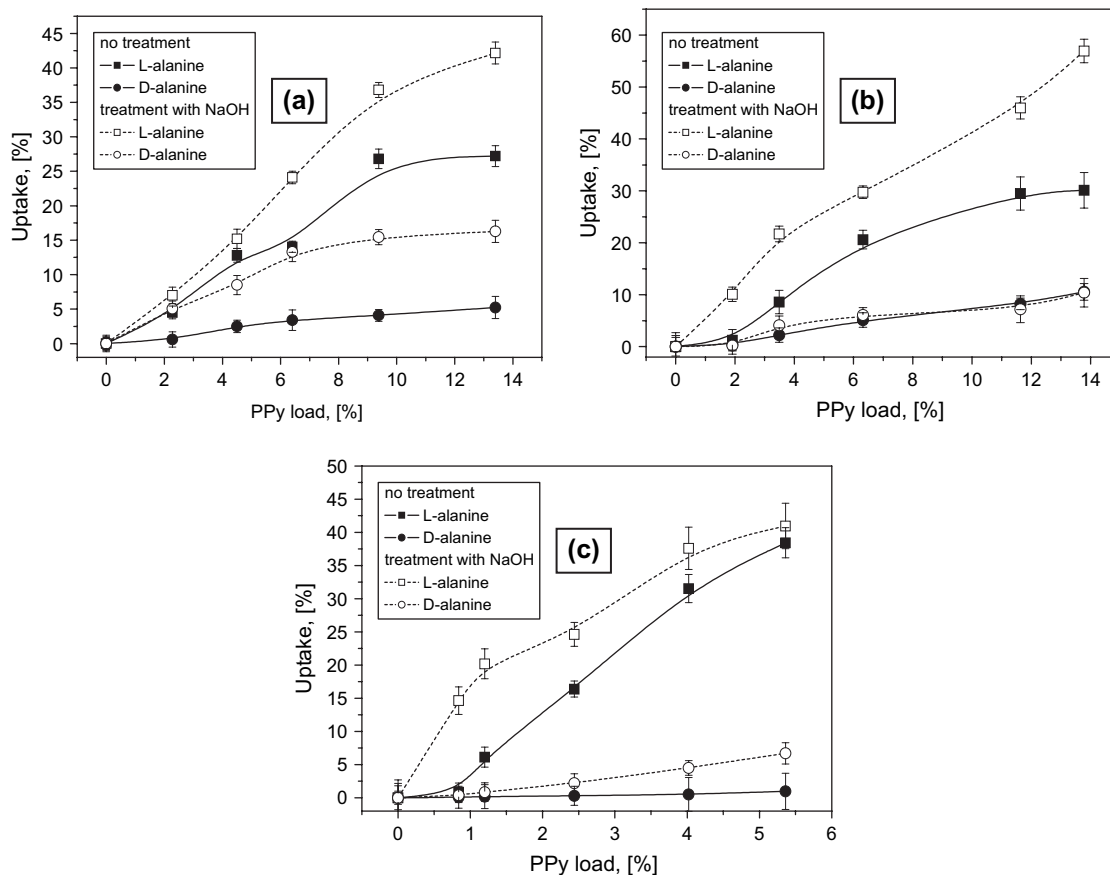 45
40
35
30
25
20
15
10
5
0
Uptake, [%]
no treatment
L-alanine
D-alanine
treatment with NaOH
L-alanine
D-alanine
(a)
0 2 4 6 8 10 12 14
PPy load, [%]
60
50
40
30
20
10
0
Uptake, [%]
no treatment
L-alanine
D-alanine
treatment with NaOH
L-alanine
D-alanine
(b)
0 2 4 6 8 10 12 14
PPy load, [%]
50
45
40
35
30
25
20
15
10
5
0
Uptake, [%]
no treatment
L-alanine
D-alanine
treatment with NaOH
L-alanine
D-alanine
(c)
0 1 2 3 4 5 6
PPy load, [%]